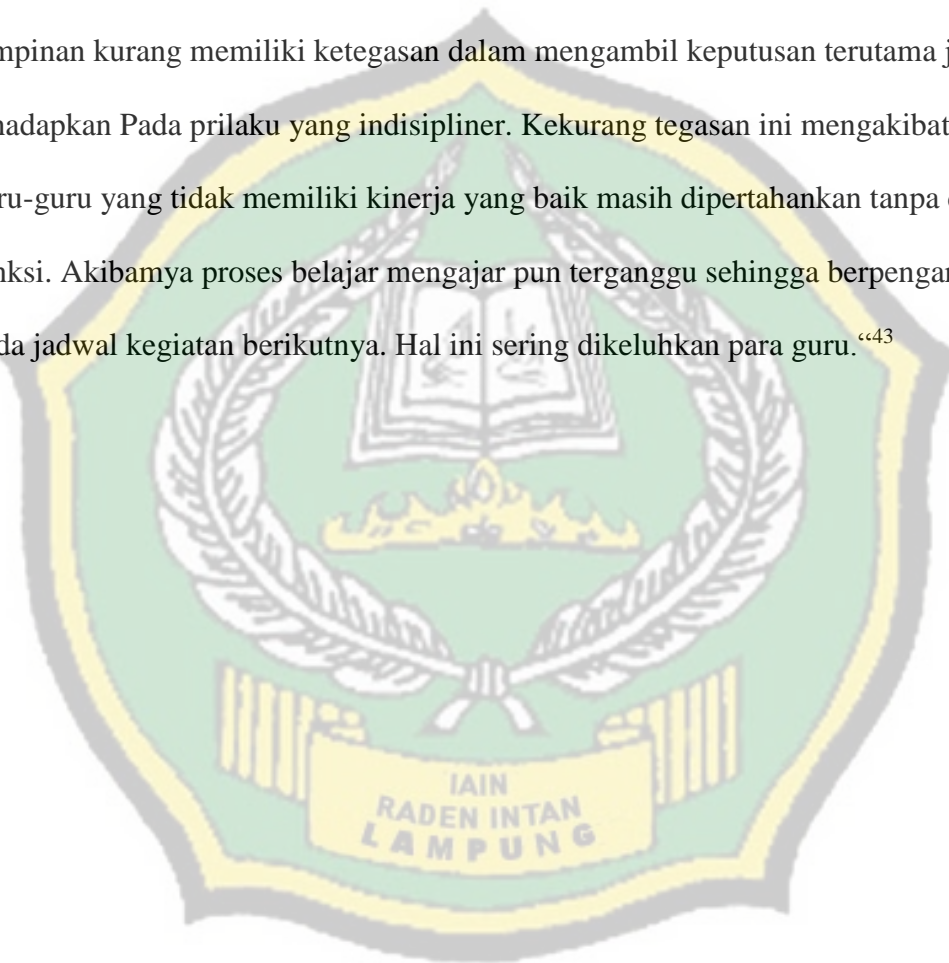 mpinan kurang memiliki ketegasan dalam mengambil keputusan terutama j
hadapkan Pada prilaku yang indisipliner. Kekurang tegasan ini mengakibat
ru-guru yang tidak memiliki kinerja yang baik masih dipertahankan tanpa
nksi. Akibamya proses belajar mengajar pun terganggu sehingga berpengar
da jadwal kegiatan berikutnya. Hal ini sering dikeluhkan para guru.“43
IAIN
RADEN INTAN
LAMPUNG